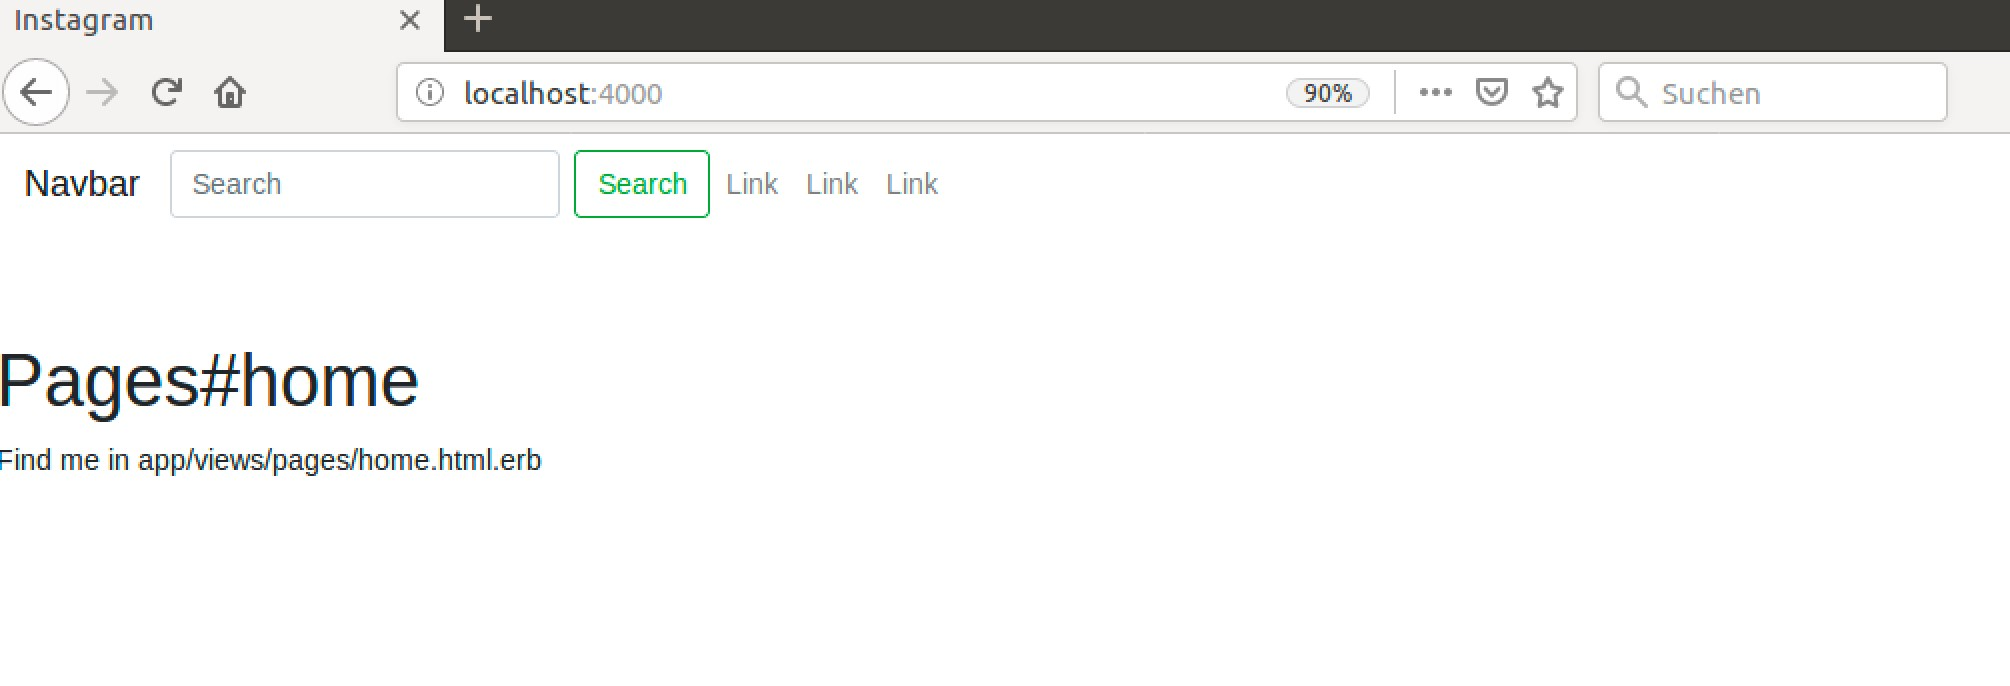 Instagram
localhost:4000 90% Suchen
Navbar Search Search Link Link Link
Pages#home
Find me in app/views/pages/home.html.erb